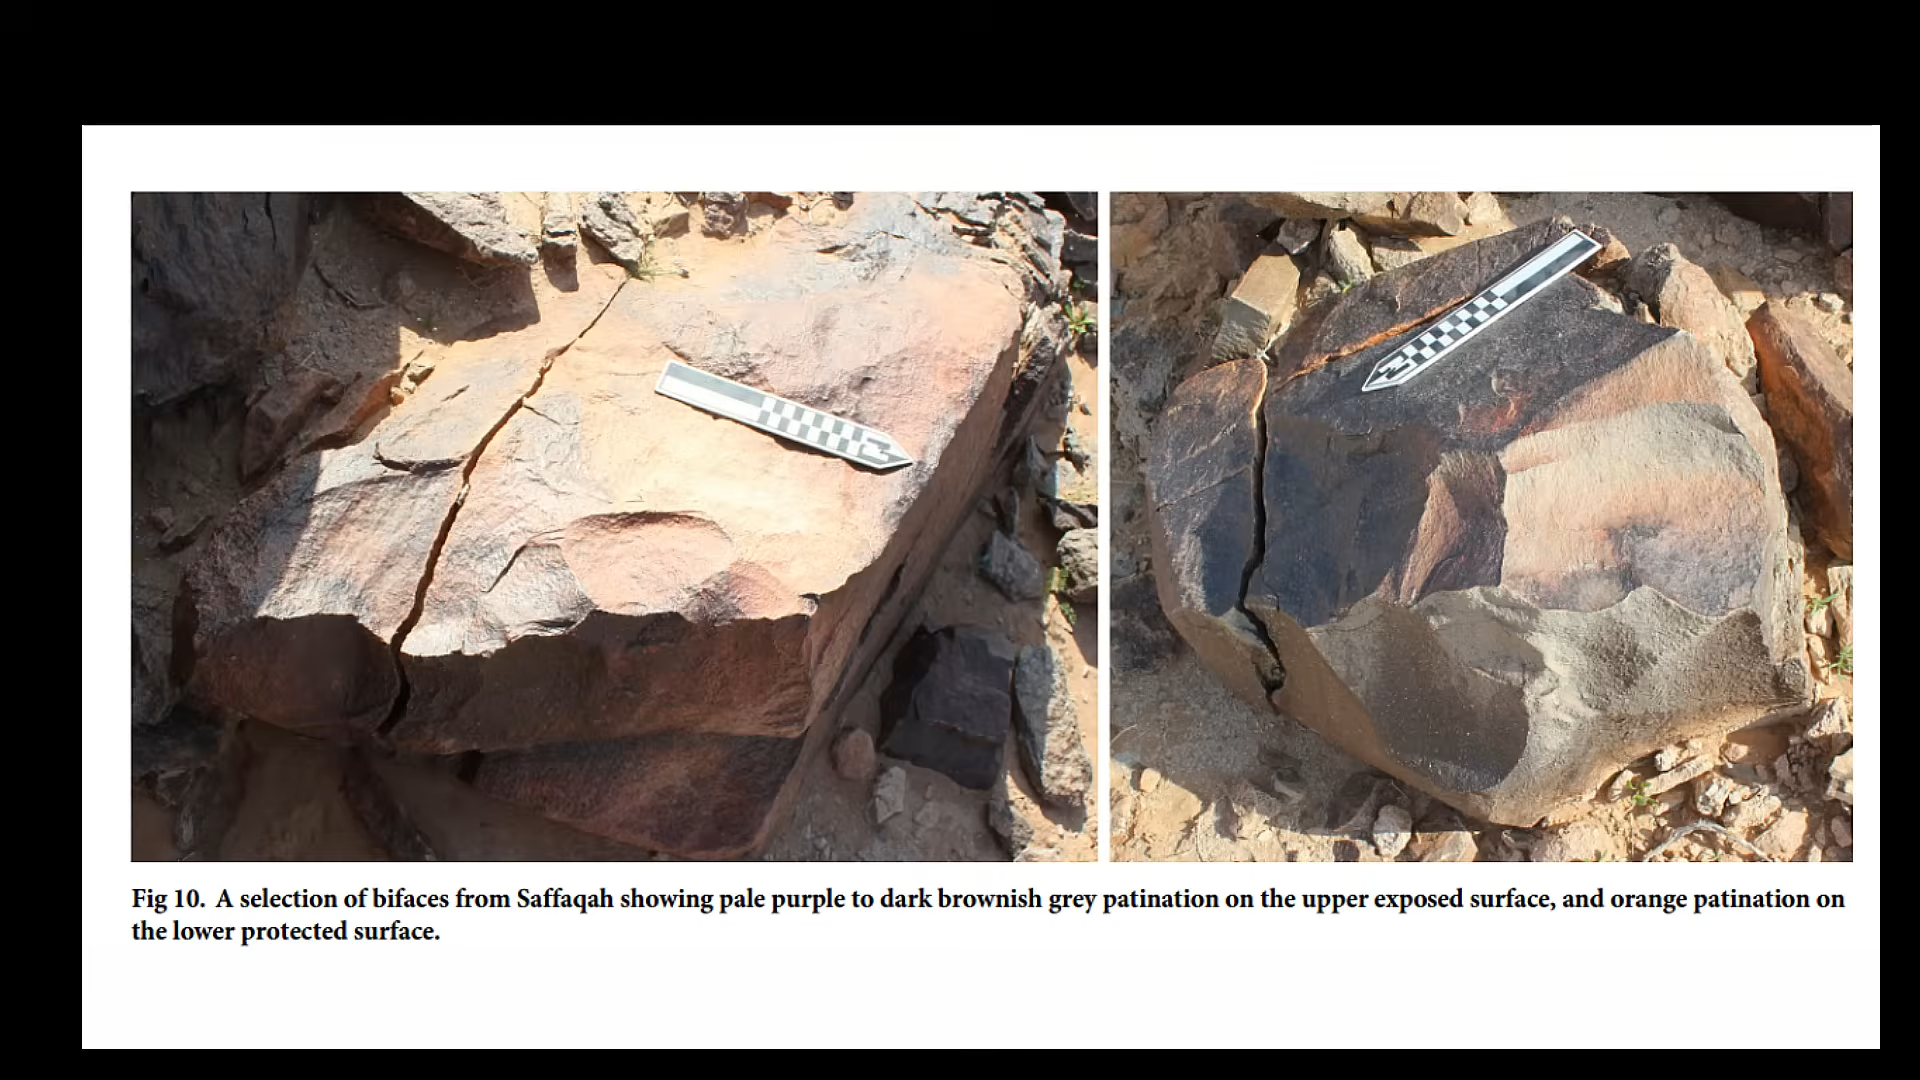 Fig 10. A selection of bifaces from Saffaqah showing pale purple to dark brownish grey patination on the upper exposed surface, and orange patination on
the lower protected surface.